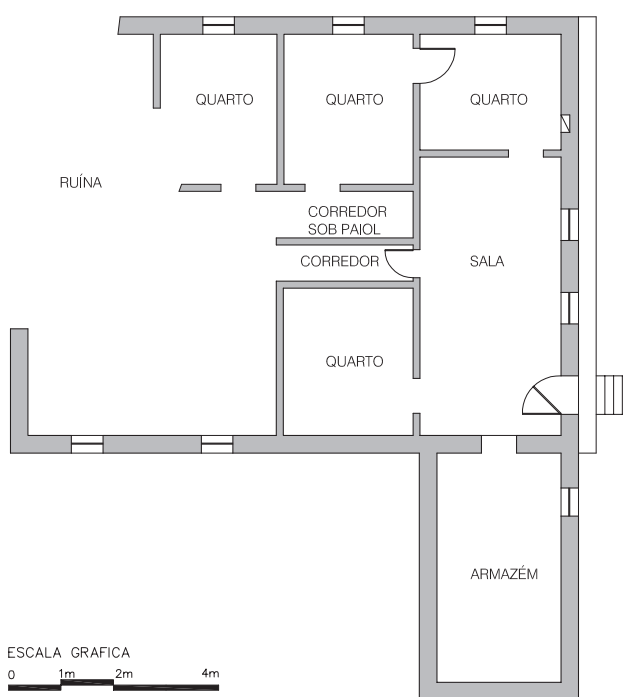 QUARTO
QUARTO
QUARTO
RUÍNA
CORREDOR
SOB PAIOL
CORREDOR
SALA
QUARTO
ARMAZÉM
ESCALA GRAFICA
0 1m 2m 4m